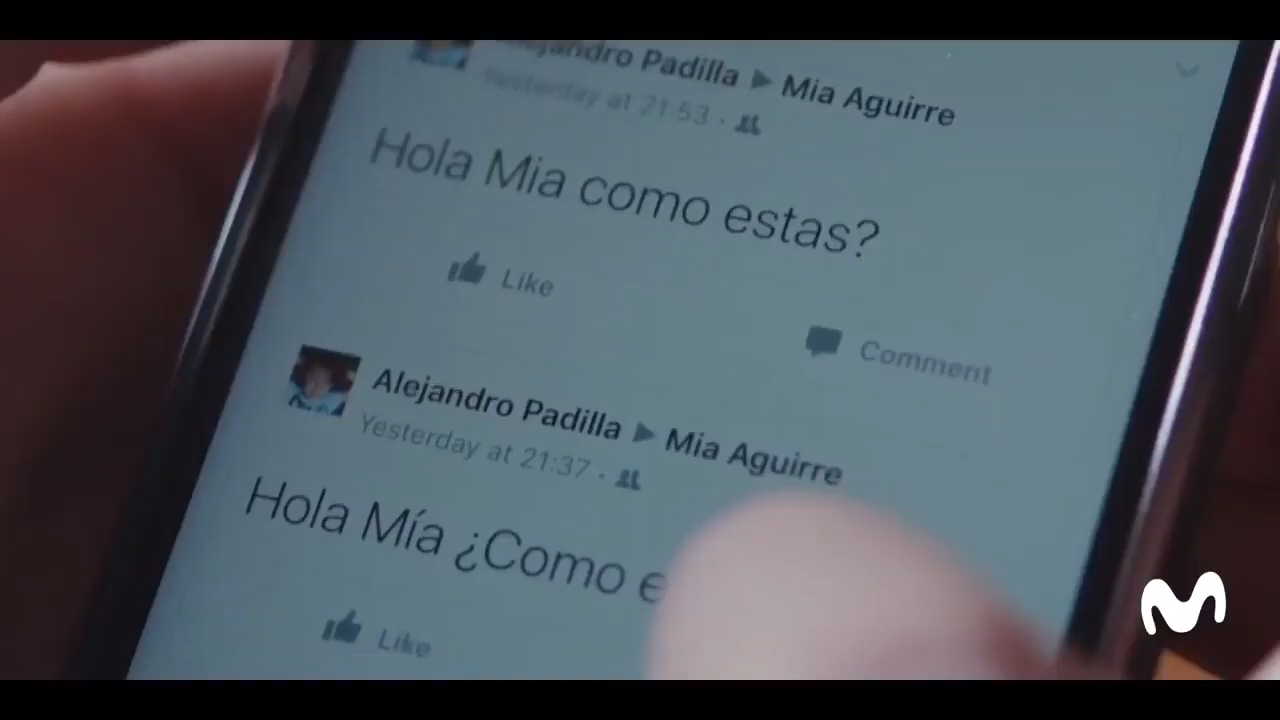 Alejandro Padilla ▶ Mia Aguirre
Yesterday at 21:53 ·
Hola Mia como estas?
Like
Comment
Alejandro Padilla ▶ Mia Aguirre
Yesterday at 21:37 ·
Hola Mía ¿Como
Like